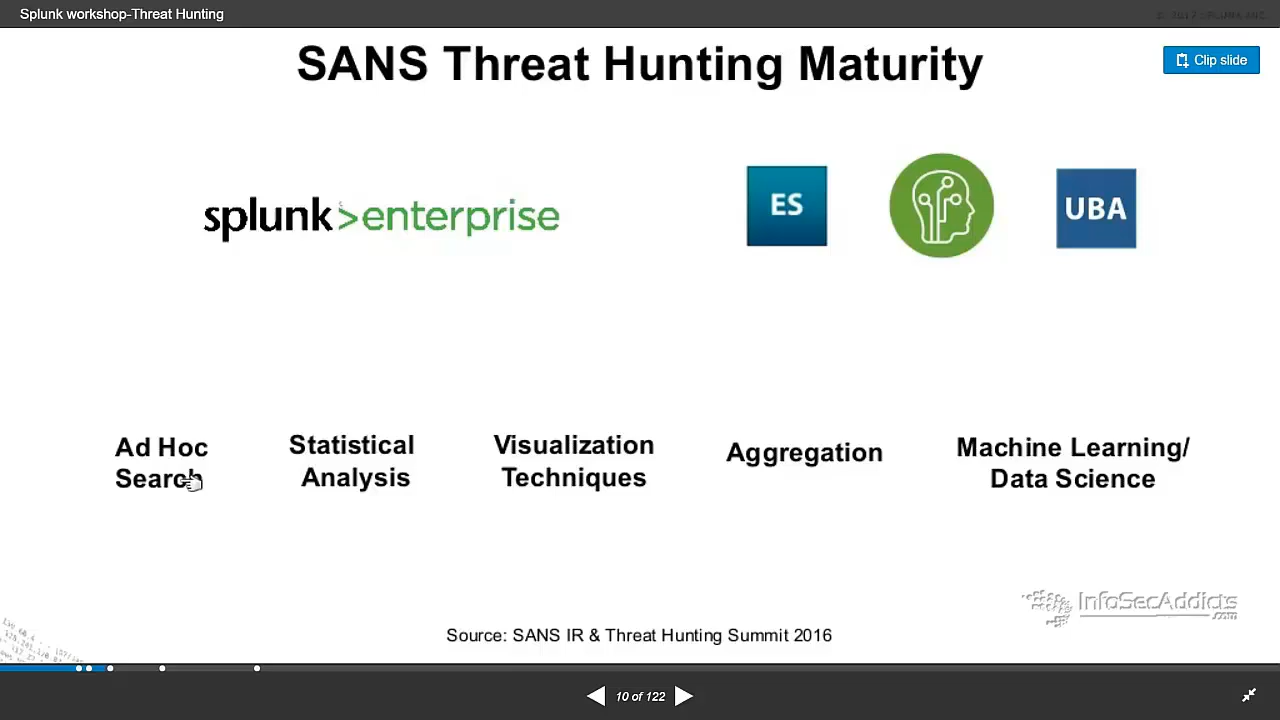 Splunk workshop-Threat Hunting
SANS Threat Hunting Maturity
Clip slide
splunk>enterprise
ES
UBA
Ad Hoc
Search
Statistical
Analysis
Visualization
Techniques
Aggregation
Machine Learning/
Data Science
InfoSecAddicts
.com
Source: SANS IR & Threat Hunting Summit 2016
10 of 122